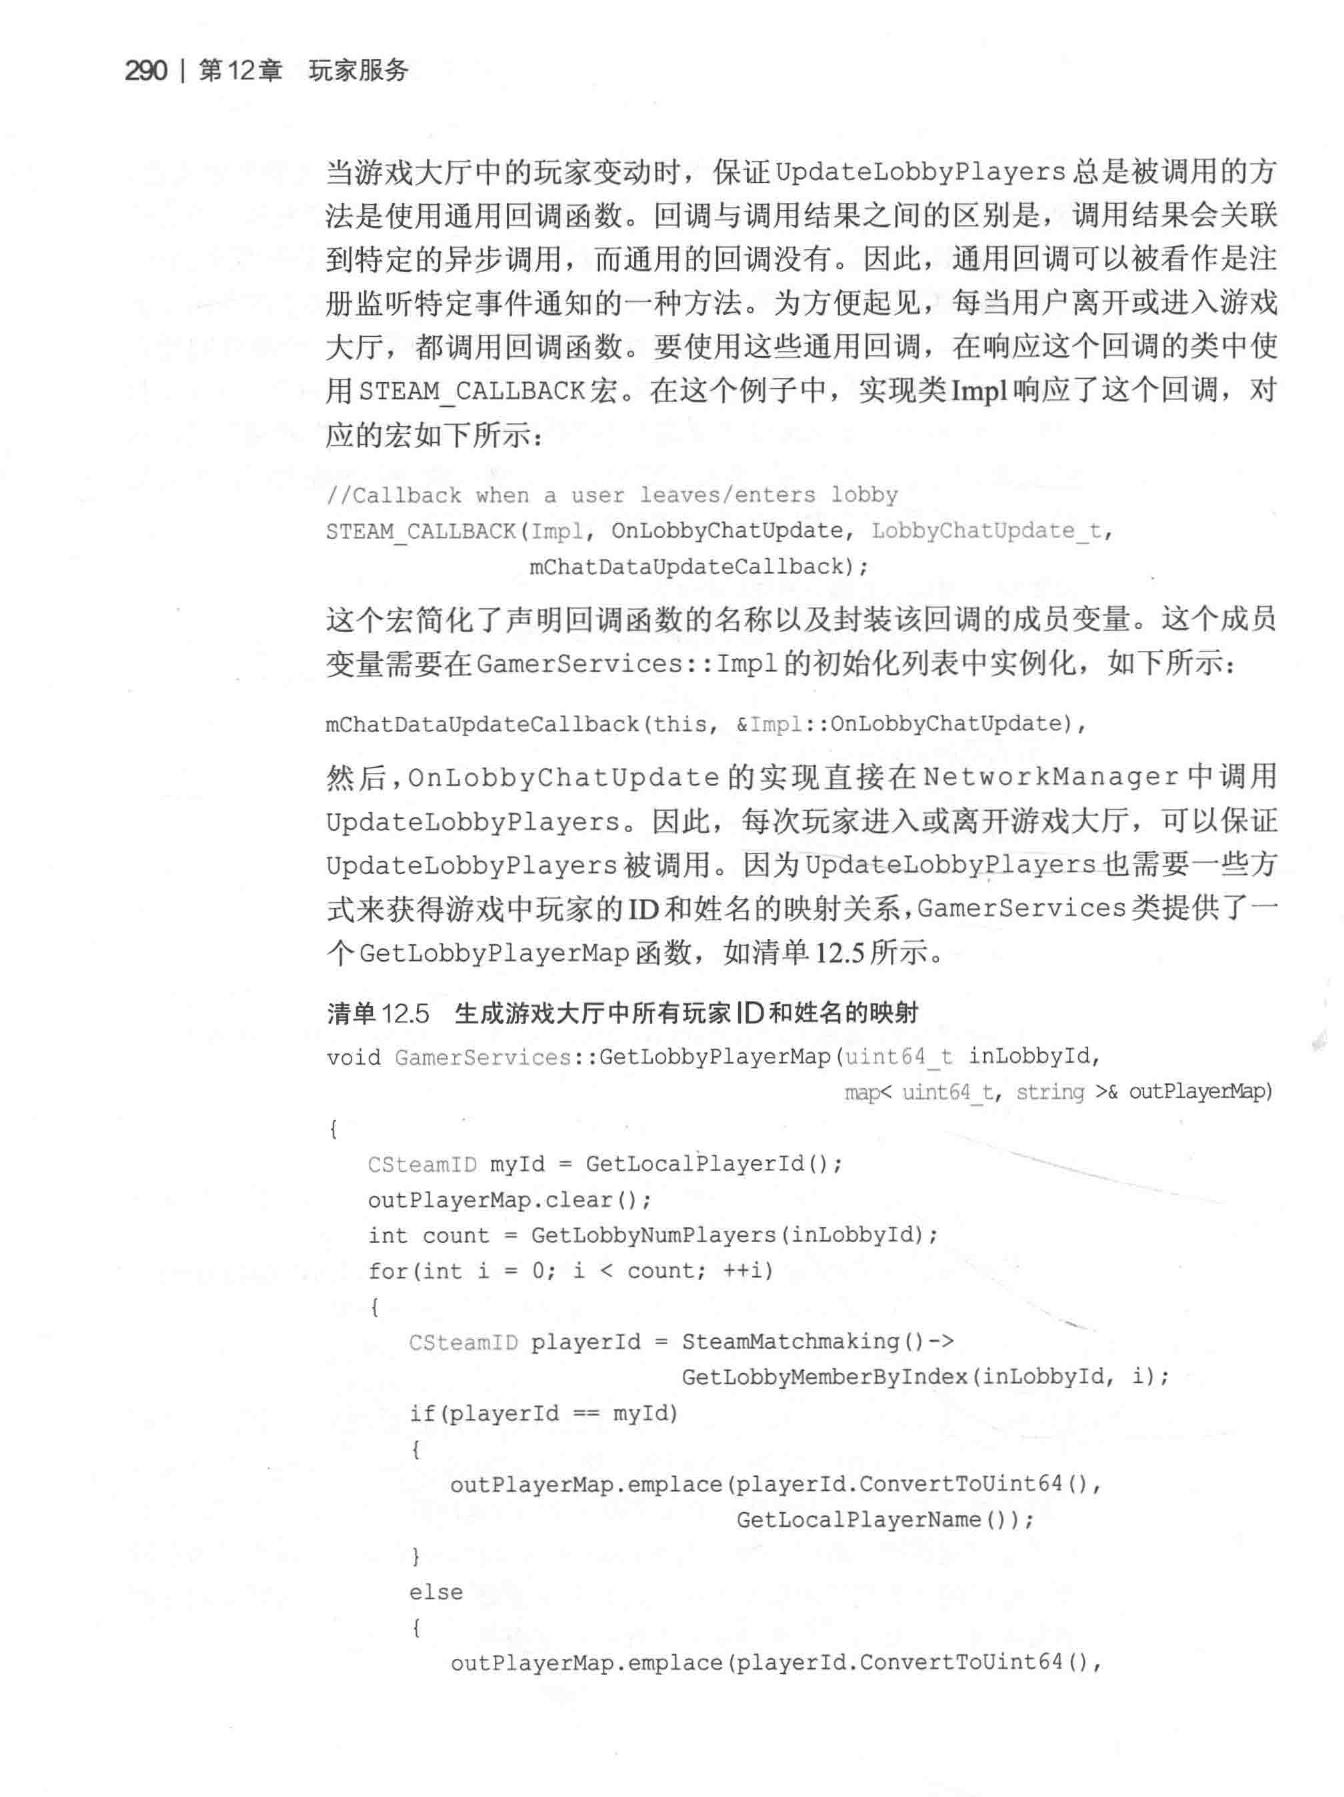 290 | 第12章 玩家服务
当游戏大厅中的玩家变动时，保证UpdateLobbyPlayers总是被调用的方
法是使用通用回调函数。回调与调用结果之间的区别是，调用结果会关联
到特定的异步调用，而通用的回调没有。因此，通用回调可以被看作是注
册监听特定事件通知的一种方法。为方便起见，每当用户离开或进入游戏
大厅，都调用回调函数。要使用这些通用回调，在响应这个回调的类中使
用STEAM_CALLBACK宏。在这个例子中，实现类Impl响应了这个回调，对
应的宏如下所示：
//Callback when a user leaves/enters lobby
STEAM_CALLBACK(Impl, OnLobbyChatUpdate, LobbyChatUpdate_t,
mChatDataUpdateCallback);
这个宏简化了声明回调函数的名称以及封装该回调的成员变量。这个成员
变量需要在GamerServices::Impl的初始化列表中实例化，如下所示：
mChatDataUpdateCallback(this, &Impl::OnLobbyChatUpdate),
然后，OnLobbyChatUpdate的实现直接在NetworkManager中调用
UpdateLobbyPlayers。因此，每次玩家进入或离开游戏大厅，可以保证
UpdateLobbyPlayers被调用。因为UpdateLobbyPlayers也需要一些方
式来获得游戏中玩家的ID和姓名的映射关系，GamerServices类提供了一
个GetLobbyPlayerMap函数，如清单12.5所示。
清单12.5 生成游戏大厅中所有玩家ID和姓名的映射
void GamerServices::GetLobbyPlayerMap(uint64_t inLobbyId,
map< uint64_t, string >& outPlayerMap)
{
CSteamID myId = GetLocalPlayerId();
outPlayerMap.clear();
int count = GetLobbyNumPlayers(inLobbyId);
for(int i = 0; i < count; ++i)
{
CSteamID playerId = SteamMatchmaking()->
GetLobbyMemberByIndex(inLobbyId, i);
if(playerId == myId)
{
outPlayerMap.emplace(playerId.ConvertToUint64(),
GetLocalPlayerName());
}
else
{
outPlayerMap.emplace(playerId.ConvertToUint64(),